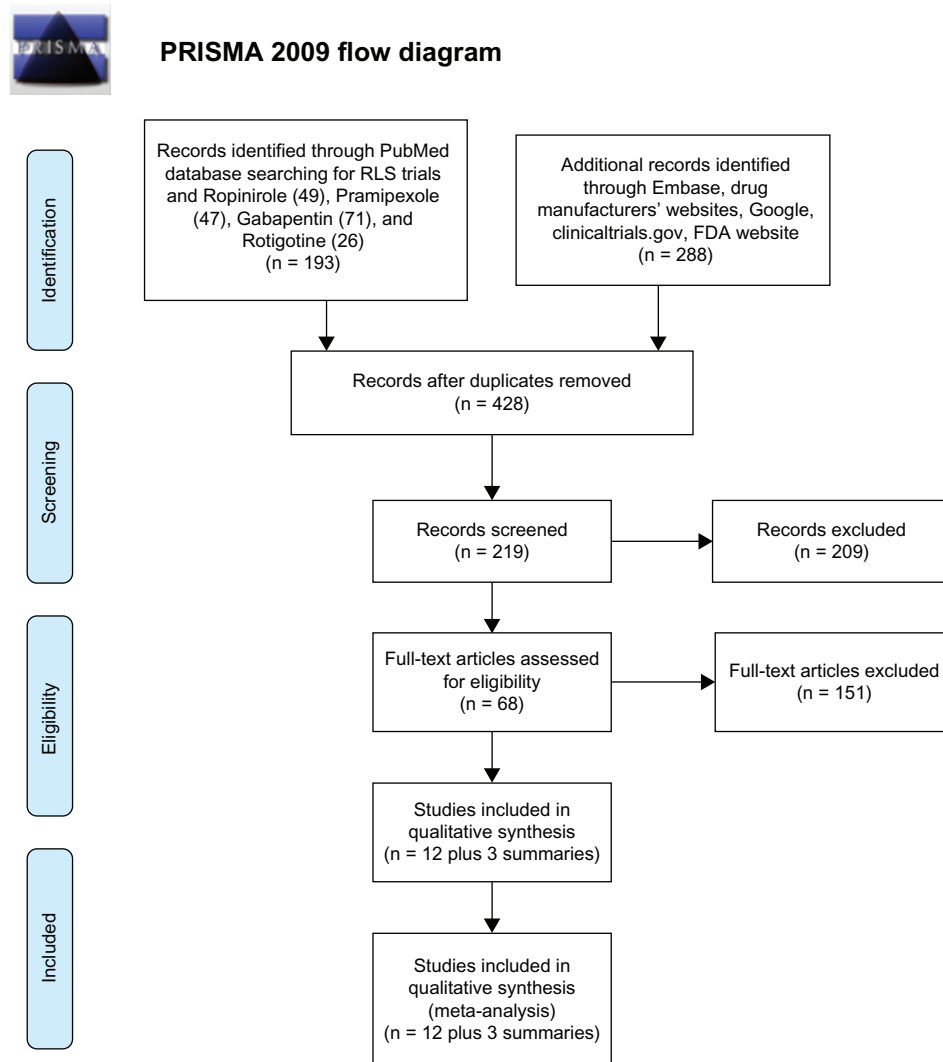 PRISMA
PRISMA 2009 flow diagram
Identification
Records identified through PubMed
database searching for RLS trials
and Ropinirole (49), Pramipexole
(47), Gabapentin (71), and
Rotigotine (26)
(n = 193)
Additional records identified
through Embase, drug
manufacturers’ websites, Google,
clinicaltrials.gov, FDA website
(n = 288)
Records after duplicates removed
(n = 428)
Screening
Records screened
(n = 219)
Records excluded
(n = 209)
Eligibility
Full-text articles assessed
for eligibility
(n = 68)
Full-text articles excluded
(n = 151)
Studies included in
qualitative synthesis
(n = 12 plus 3 summaries)
Included
Studies included in
qualitative synthesis
(meta-analysis)
(n = 12 plus 3 summaries)